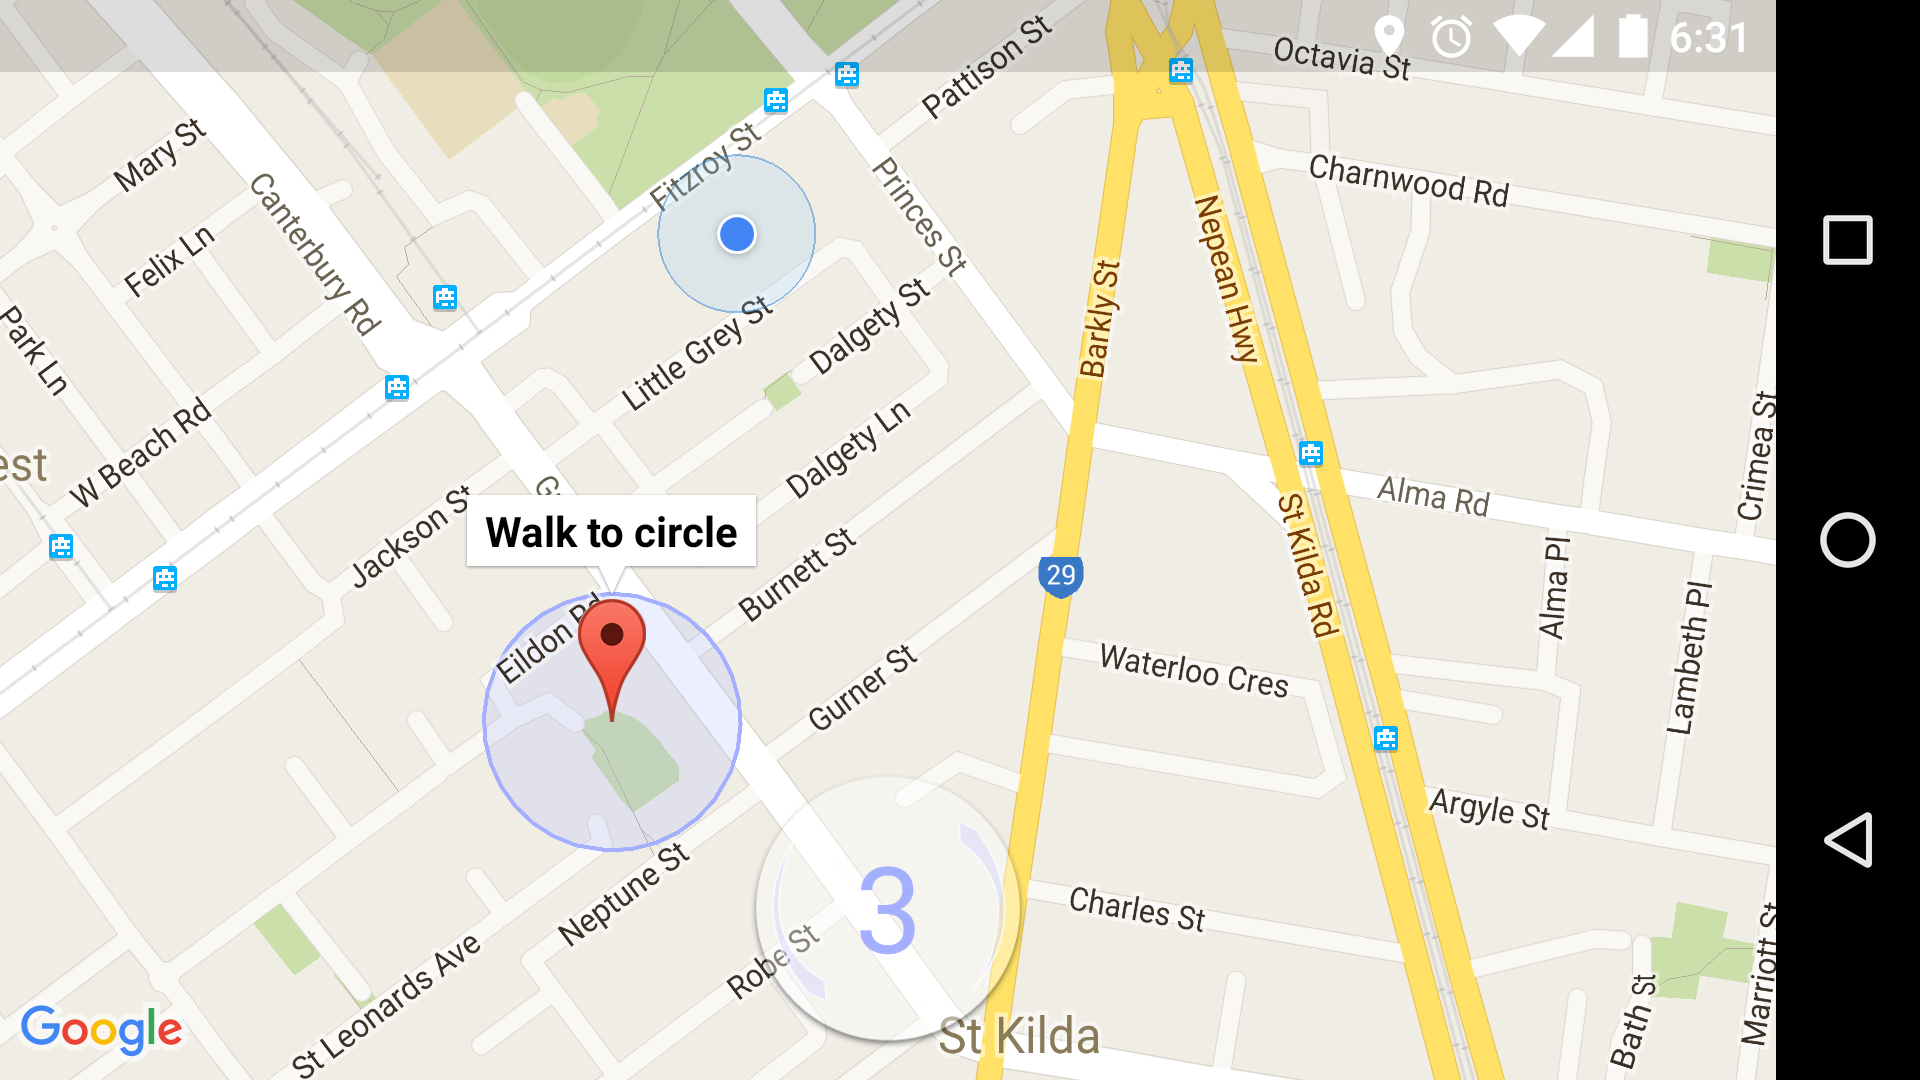 6:31
Octavia St
Pattison St
Mary St
Fitzroy St
Charnwood Rd
Canterbury Rd
Princes St
Felix Ln
Nepean Hwy
Barkly St
Park Ln
Little Grey St
Dalgety St
W Beach Rd
Dalgety Ln
est
Crimea St
Alma Rd
G
Jackson St
Walk to circle
St Kilda Rd
Burnett St
29
Alma Pl
Eildon Rd
Lambeth Pl
Waterloo Cres
Gurner St
Argyle St
3
Neptune St
Charles St
Robe St
St Leonards Ave
Marriott St
Bath St
Google
St Kilda